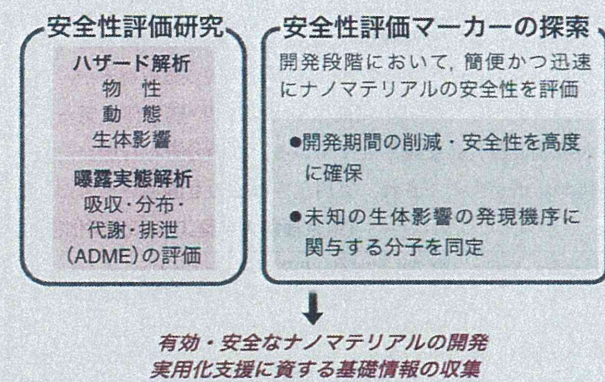 安全性評価研究
ハザード解析
物 性
動 態
生体影響
曝露実態解析
吸収・分布・
代謝・排泄
(ADME)の評価
安全性評価マーカーの探索
開発段階において, 簡便かつ迅速
にナノマテリアルの安全性を評価
●開発期間の削減・安全性を高度
に確保
●未知の生体影響の発現機序に
関与する分子を同定
有効・安全なナノマテリアルの開発
実用化支援に資する基礎情報の収集